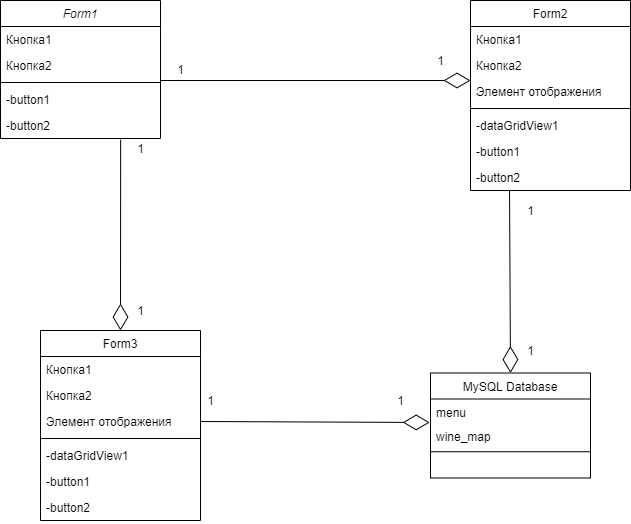 Form1
Кнопка1
Кнопка2
-button1
-button2
Form2
Кнопка1
Кнопка2
Элемент отображения
-dataGridView1
-button1
-button2
1
1
1
1
1
1
Form3
Кнопка1
Кнопка2
Элемент отображения
-dataGridView1
-button1
-button2
1
1
MySQL Database
menu
wine_map